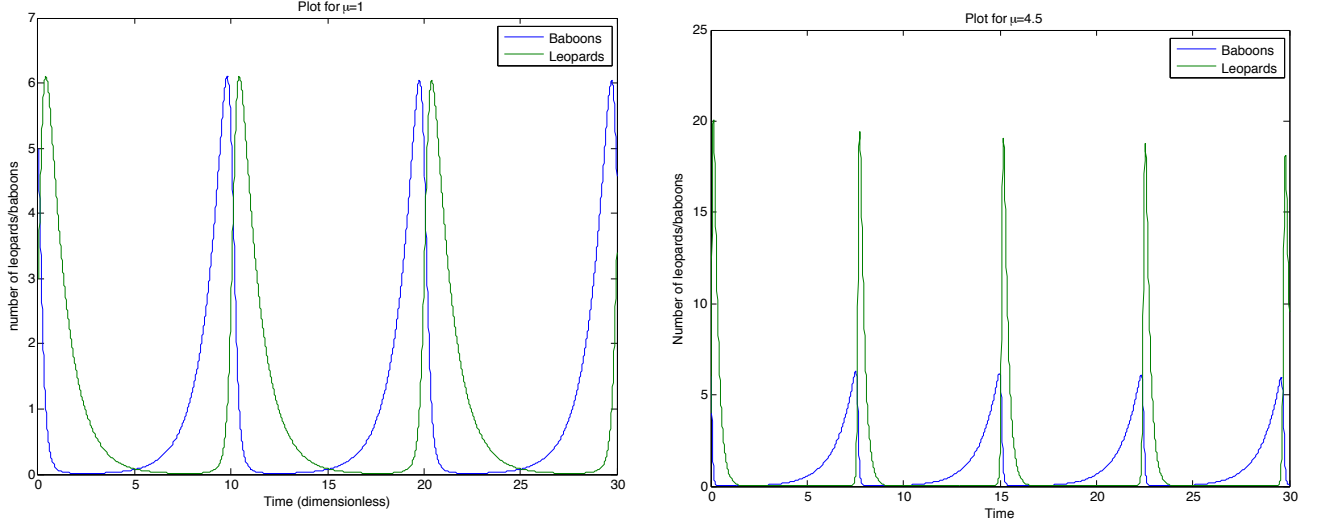 Plot for μ=1
7
6
5
4
3
2
1
0
number of leopards/baboons
Baboons
Leopards
0 5 10 15 20 25 30
Time (dimensionless)
Plot for μ=4.5
25
20
15
10
5
0
Number of leopards/baboons
Baboons
Leopards
0 5 10 15 20 25 30
Time